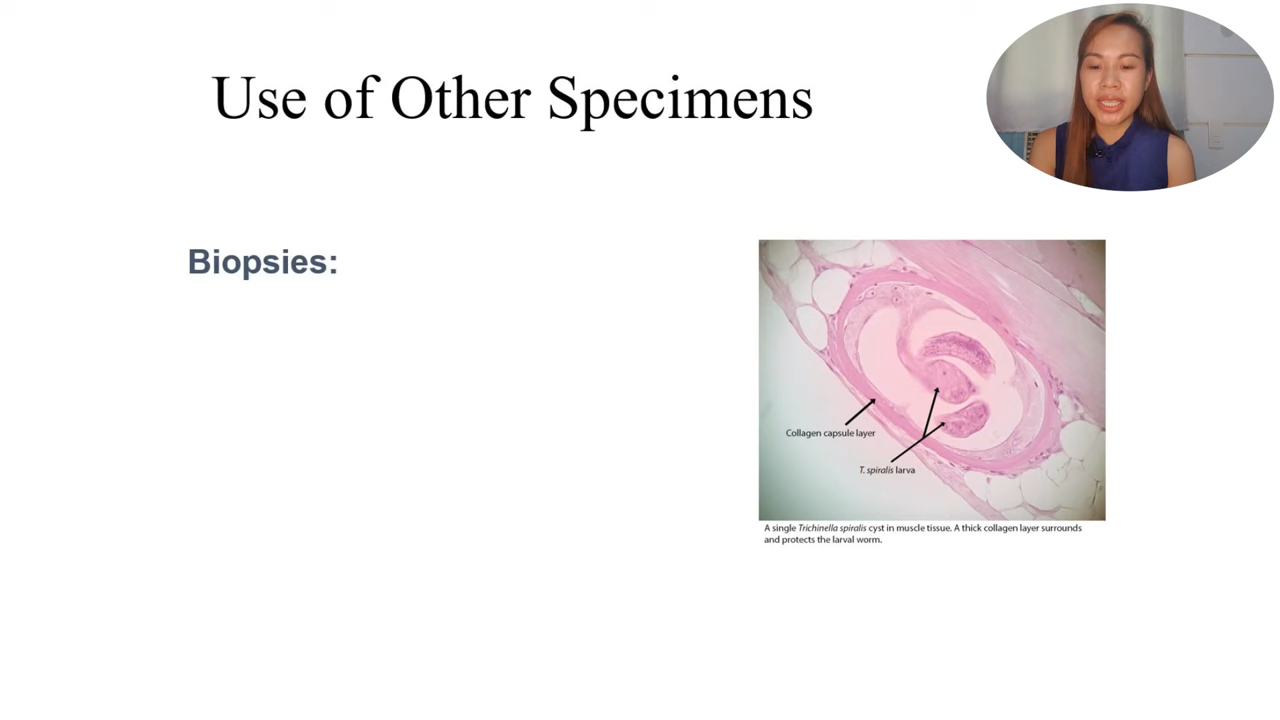 Use of Other Specimens
Biopsies:
Collagen capsule layer
T. spiralis larva
A single Trichinella spiralis cyst in muscle tissue. A thick collagen layer surrounds
and protects the larval worm.